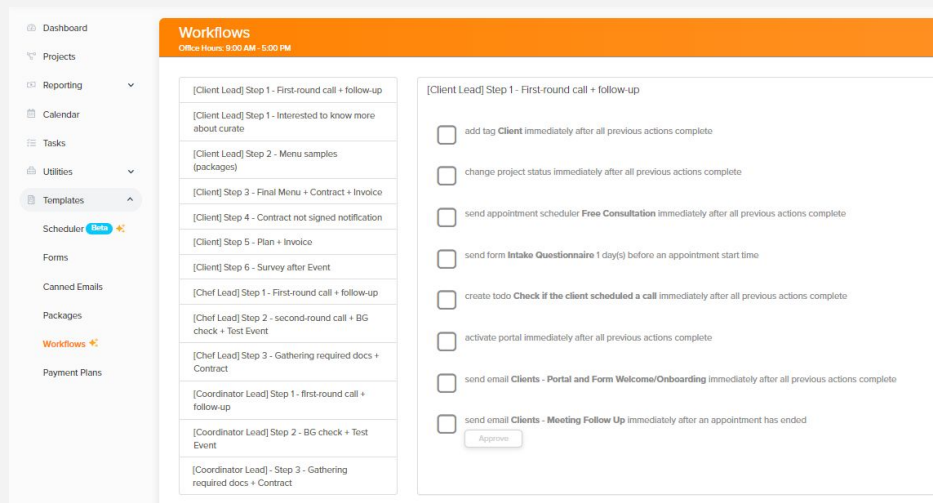 Dashboard
Projects
Reporting
Calendar
Tasks
Utilities
Templates
Scheduler Beta
Forms
Canned Emails
Packages
Workflows
Payment Plans
Workflows
Office Hours: 9:00 AM - 5:00 PM
[Client Lead] Step 1 - First-round call + follow-up
[Client Lead] Step 1 - Interested to know more
about curate
[Client Lead] Step 2 - Menu samples
(packages)
[Client] Step 3 - Final Menu + Contract + Invoice
[Client] Step 4 - Contract not signed notification
[Client] Step 5 - Plan + Invoice
[Client] Step 6 - Survey after Event
[Chef Lead] Step 1 - First-round call + follow-up
[Chef Lead] Step 2 - second-round call + BG
check + Test Event
[Chef Lead] Step 3 - Gathering required docs +
Contract
[Coordinator Lead] Step 1 - first-round call +
follow-up
[Coordinator Lead] Step 2 - BG check + Test
Event
[Coordinator Lead] - Step 3 - Gathering
required docs + Contract
[Client Lead] Step 1 - First-round call + follow-up
add tag Client immediately after all previous actions complete
change project status immediately after all previous actions complete
send appointment scheduler Free Consultation immediately after all previous actions complete
send form Intake Questionnaire 1 day(s) before an appointment start time
create todo Check if the client scheduled a call immediately after all previous actions complete
activate portal immediately after all previous actions complete
send email Clients - Portal and Form Welcome/Onboarding immediately after all previous actions complete
send email Clients - Meeting Follow Up immediately after an appointment has ended
Approve